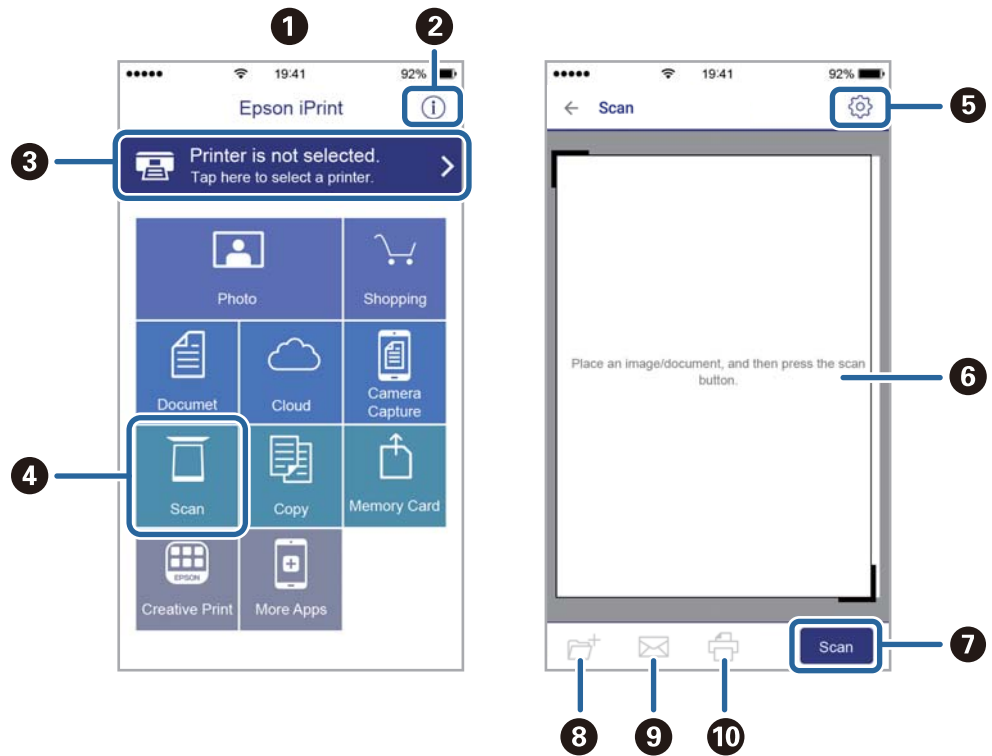 1
2
19:41
92%
Epson iPrint
3
Printer is not selected.
Tap here to select a printer.
Photo
Shopping
Documet
Cloud
Camera
Capture
4
Scan
Copy
Memory Card
EPSON
Creative Print
More Apps
19:41
92%
Scan
5
Place an image/document, and then press the scan
button.
6
Scan
7
8
9
10